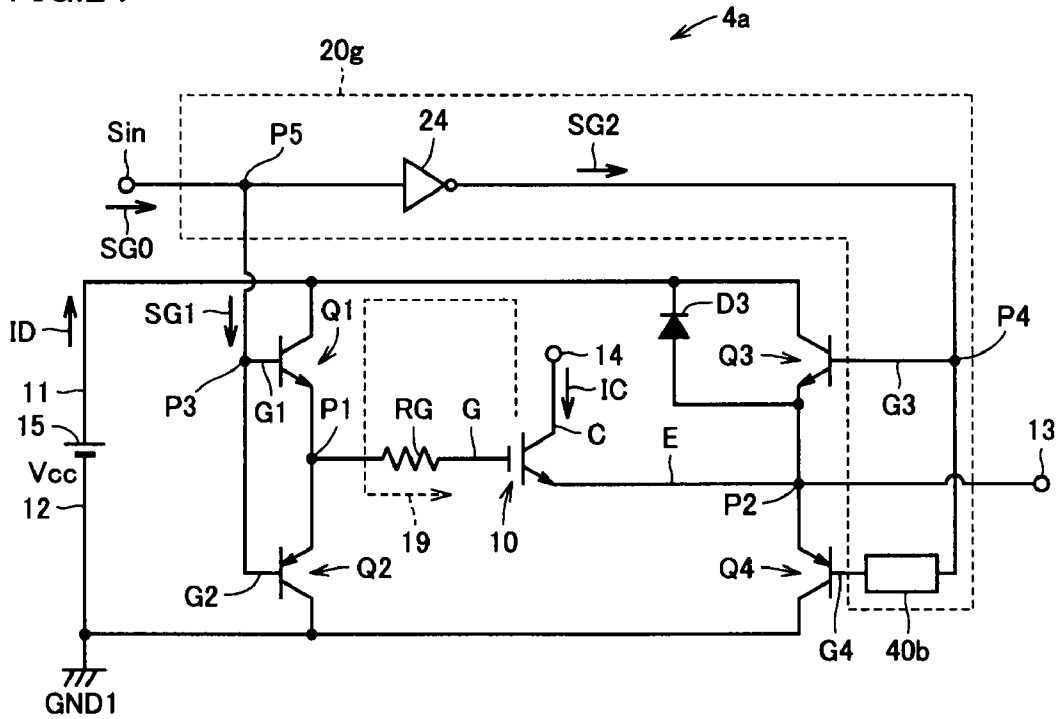 4a
20g
Sin
P5
24
SG2
SG0
ID
SG1
Q1
D3
P4
11
14
Q3
P3
G1
P1
RG
G
IC
C
G3
15
E
13
Vcc
12
P2
19
10
G2
Q2
Q4
G4
40b
GND1